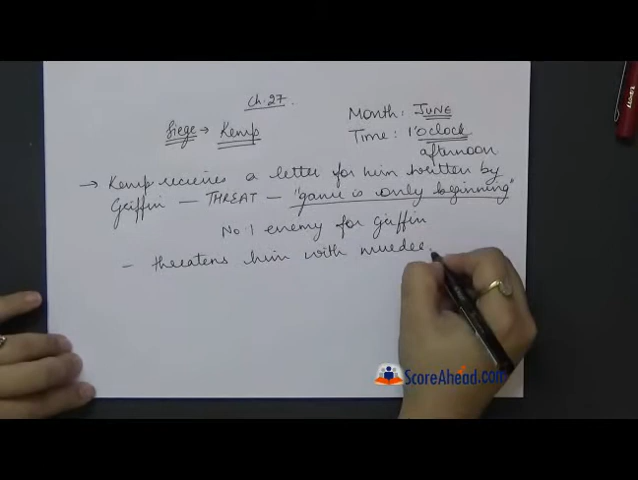 Ch. 27.
Siege → Kemp
Month: JUNE
Time: 1'O clock
afternoon
→ Kemp recieves a letter for him written by
Griffin — THREAT — "game is only beginning"
No. 1 enemy for Griffin
– threatens him with murder.
ScoreAhead.com